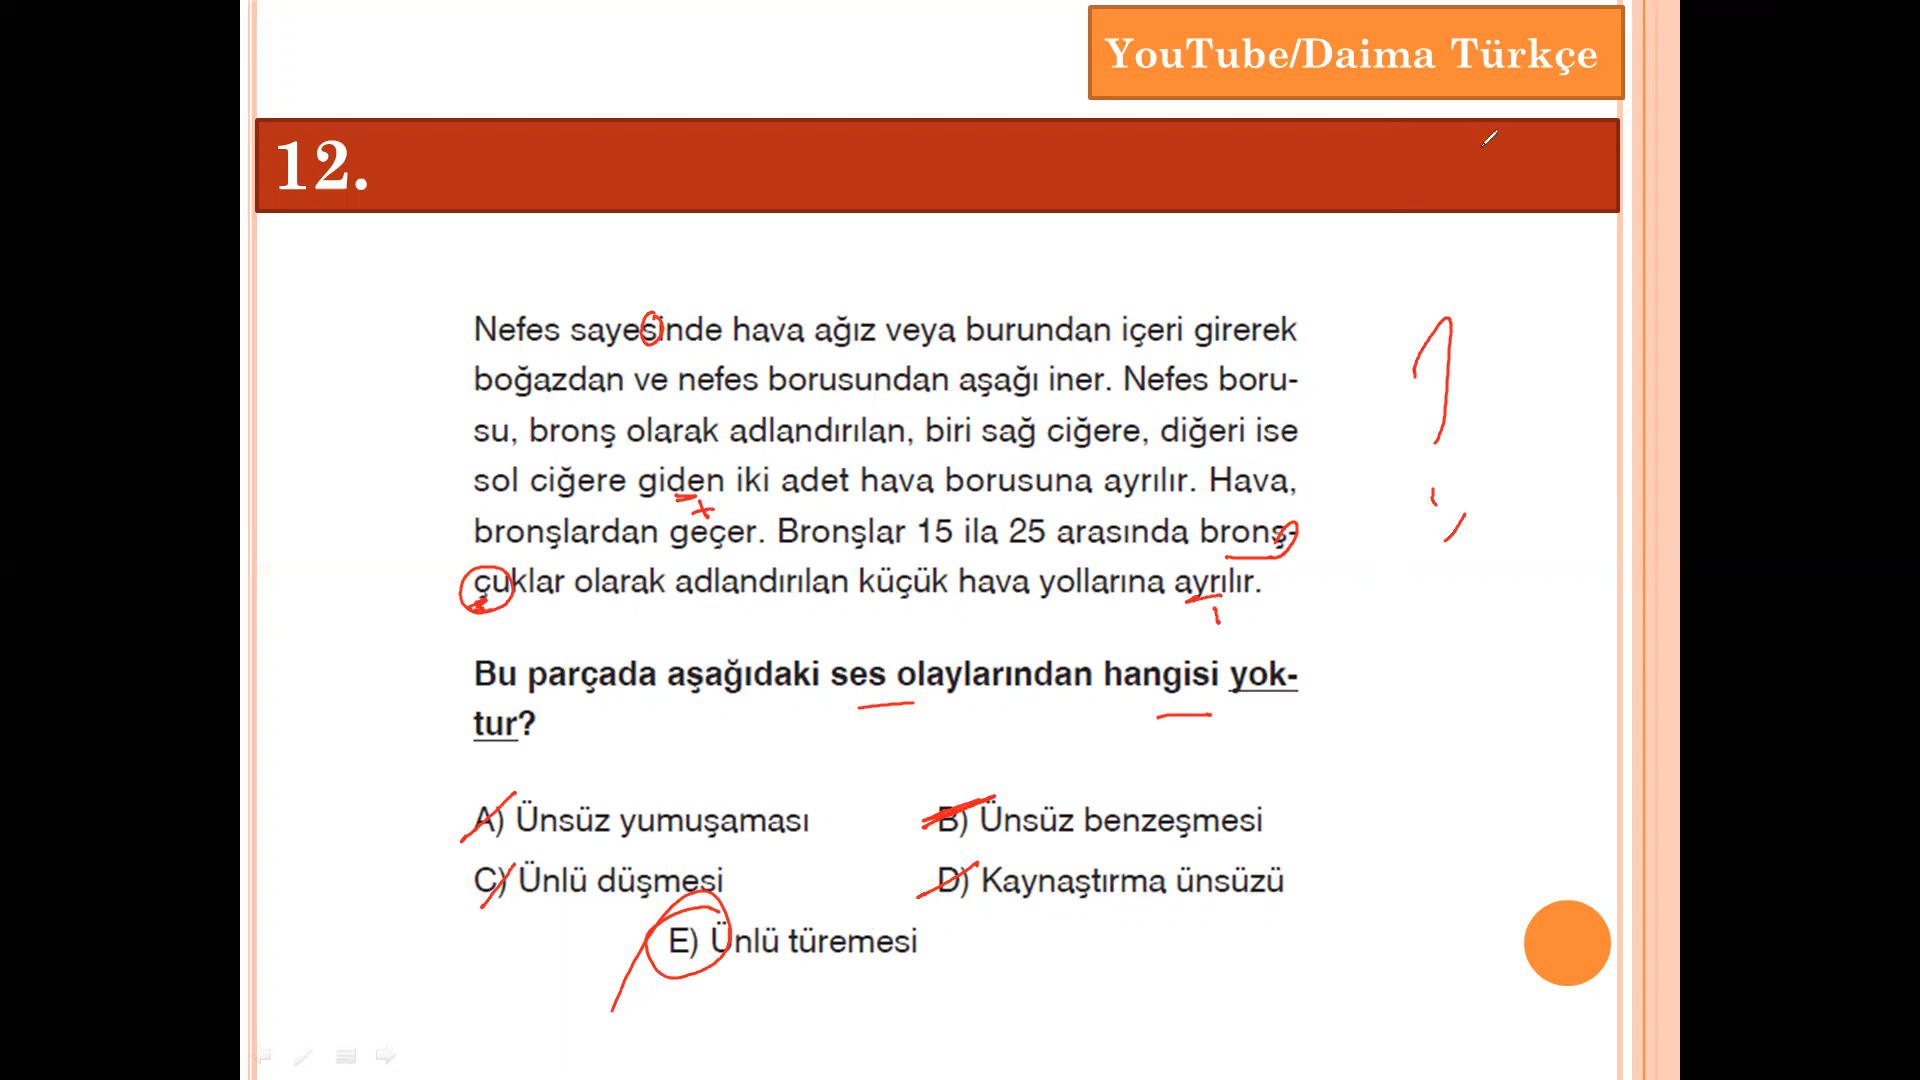 YouTube/Daima Türkçe
12.
Nefes sayesinde hava ağız veya burundan içeri girerek
boğazdan ve nefes borusundan aşağı iner. Nefes boru-
su, bronş olarak adlandırılan, biri sağ ciğere, diğeri ise
sol ciğere giden iki adet hava borusuna ayrılır. Hava,
bronşlardan geçer. Bronşlar 15 ila 25 arasında bronş-
çuklar olarak adlandırılan küçük hava yollarına ayrılır.
Bu parçada aşağıdaki ses olaylarından hangisi yok-
tur?
A) Ünsüz yumuşaması
B) Ünsüz benzeşmesi
C) Ünlü düşmesi
D) Kaynaştırma ünsüzü
E) Ünlü türemesi